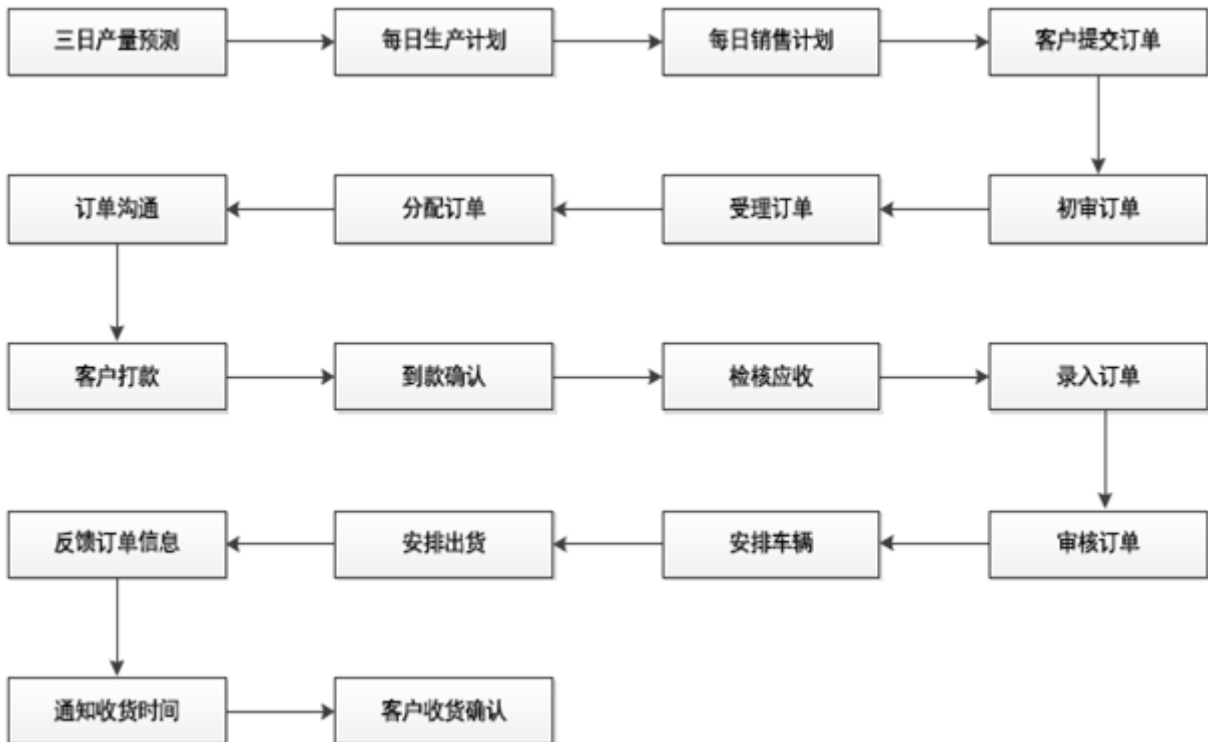 三日产量预测
每日生产计划
每日销售计划
客户提交订单
初审订单
受理订单
分配订单
订单沟通
客户打款
到款确认
检核应收
录入订单
审核订单
安排车辆
安排出货
反馈订单信息
通知收货时间
客户收货确认